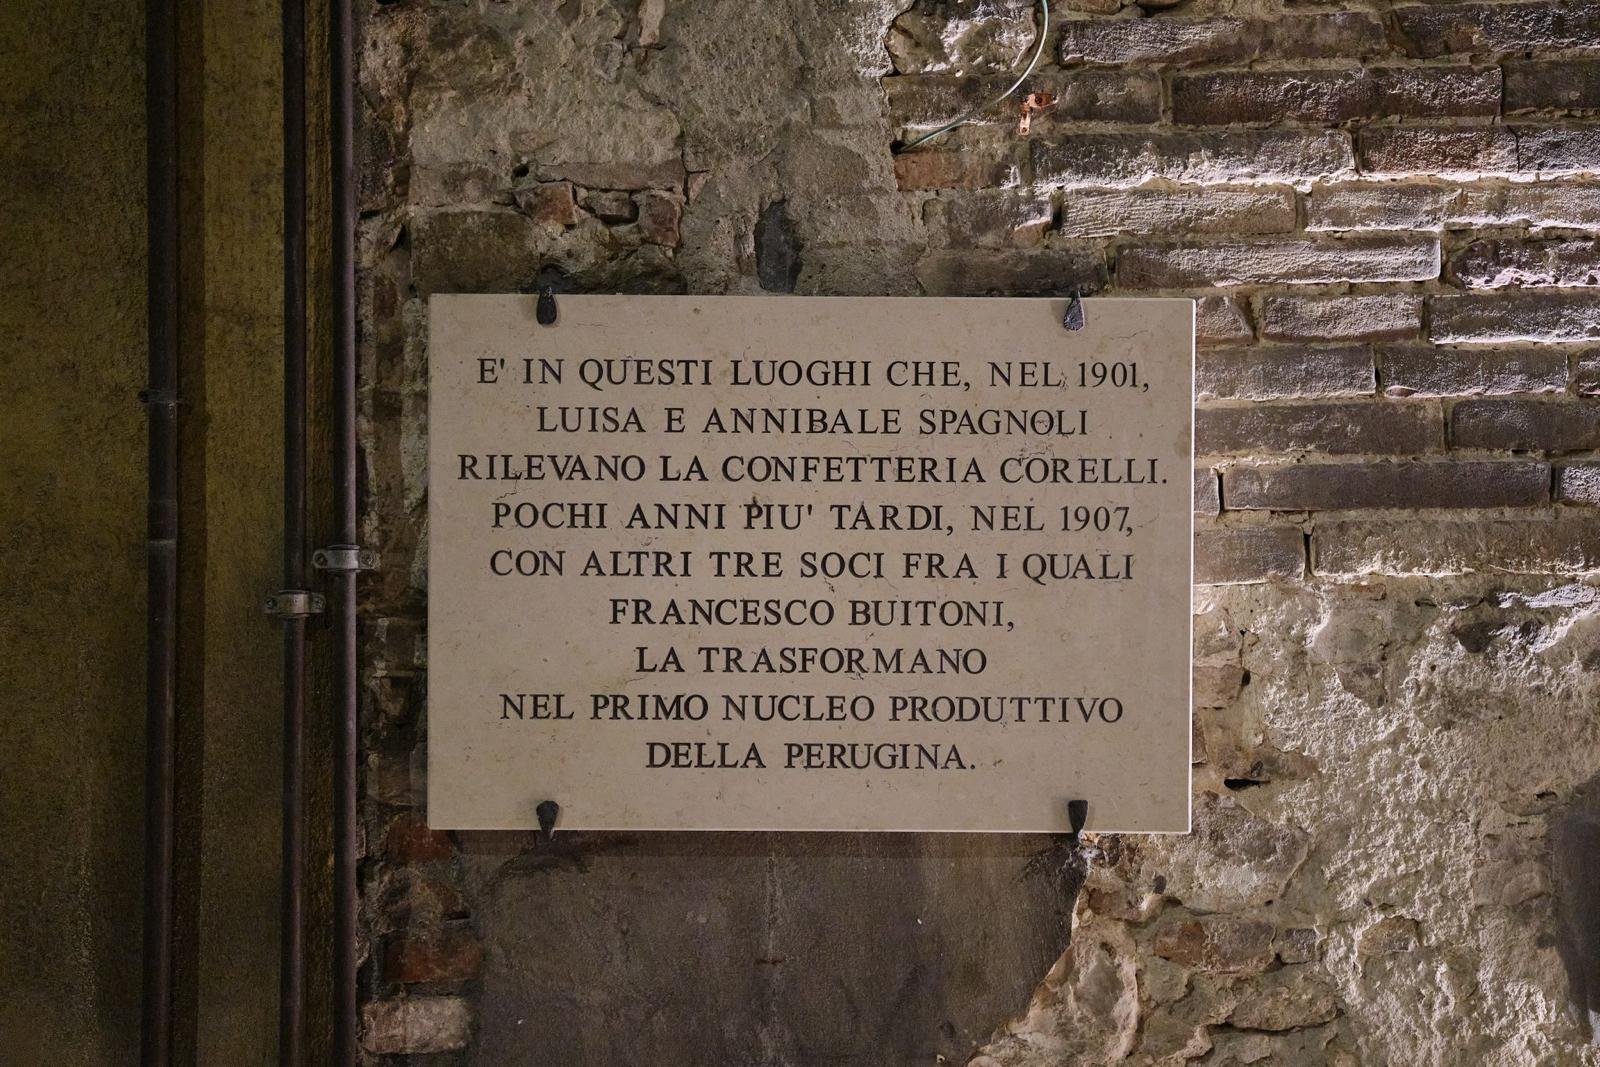 E' IN QUESTI LUOGHI CHE, NEL 1901,
LUISA E ANNIBALE SPAGNOLI
RILEVANO LA CONFETTERIA CORELLI.
POCHI ANNI PIU' TARDI, NEL 1907,
CON ALTRI TRE SOCI FRA I QUALI
FRANCESCO BUITONI,
LA TRASFORMANO
NEL PRIMO NUCLEO PRODUTTIVO
DELLA PERUGINA.